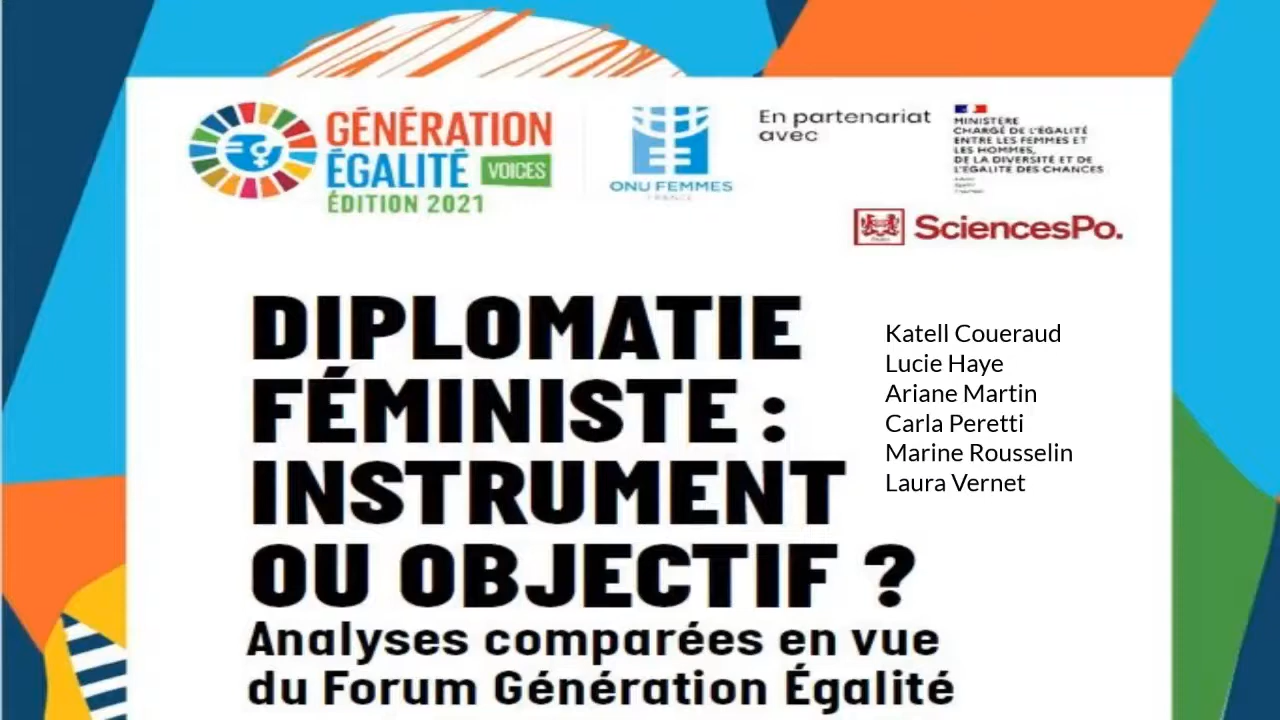 GÉNÉRATION
ÉGALITÉ VOICES
ÉDITION 2021
ONU FEMMES
FRANCE
En partenariat
avec
MINISTÈRE
CHARGÉ DE L'ÉGALITÉ
ENTRE LES FEMMES ET
LES HOMMES,
DE LA DIVERSITÉ ET DE
L'ÉGALITÉ DES CHANCES
SciencesPo.
DIPLOMATIE
FÉMINISTE :
INSTRUMENT
OU OBJECTIF ?
Katell Coueraud
Lucie Haye
Ariane Martin
Carla Peretti
Marine Rousselin
Laura Vernet
Analyses comparées en vue
du Forum Génération Égalité